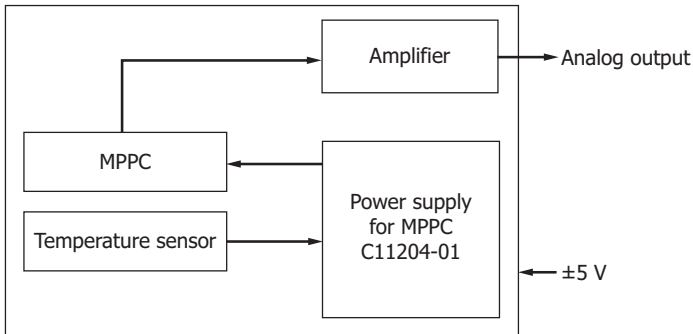 Amplifier
Analog output
MPPC
Power supply
for MPPC
C11204-01
Temperature sensor
±5 V